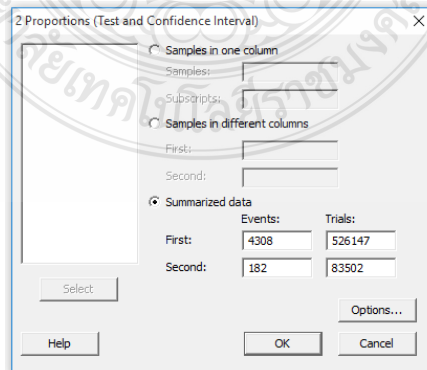 2 Proportions (Test and Confidence Interval)
Samples in one column
Samples:
Subscripts:
Samples in different columns
First:
Second:
Summarized data
Events: Trials:
First: 4308 526147
Second: 182 83502
Select
Options...
Help OK Cancel